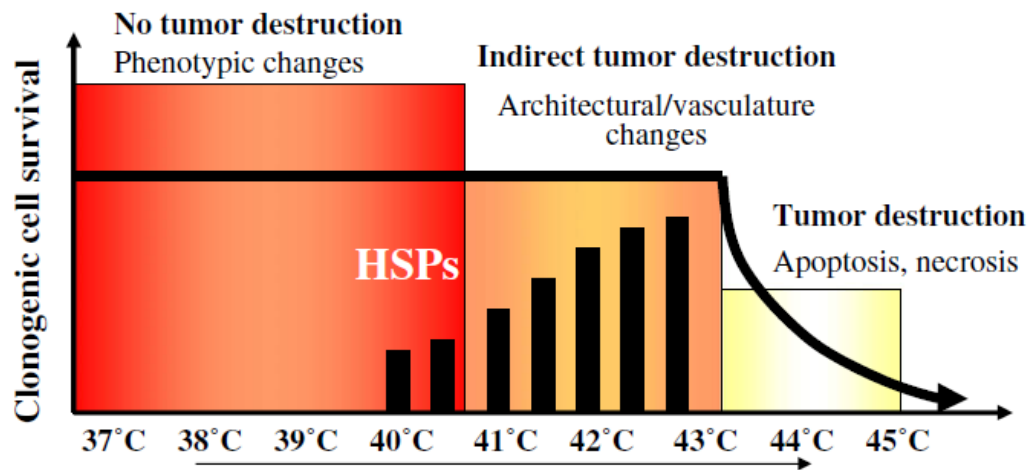 No tumor destruction
Phenotypic changes
Indirect tumor destruction
Architectural/vasculature
changes
Tumor destruction
Apoptosis, necrosis
HSPs
Clonogenic cell survival
37˚C 38˚C 39˚C 40˚C 41˚C 42˚C 43˚C 44˚C 45˚C